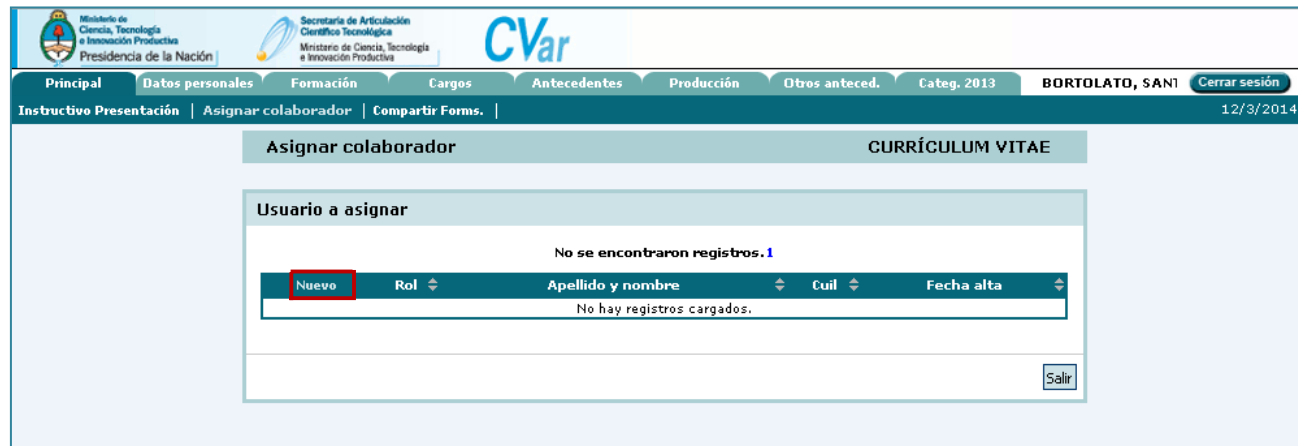 Ministerio de
Ciencia, Tecnología
e Innovación Productiva
Presidencia de la Nación
Secretaría de Articulación
Científico Tecnológica
Ministerio de Ciencia, Tecnología
e Innovación Productiva
CVar
Principal Datos personales Formación Cargos Antecedentes Producción Otros anteced. Categ. 2013 BORTOLATO, SANT Cerrar sesión
Instructivo Presentación | Asignar colaborador | Compartir Forms. | 12/3/2014
Asignar colaborador CURRÍCULUM VITAE
Usuario a asignar
No se encontraron registros.1
Nuevo Rol Apellido y nombre Cuil Fecha alta
No hay registros cargados.
Salir